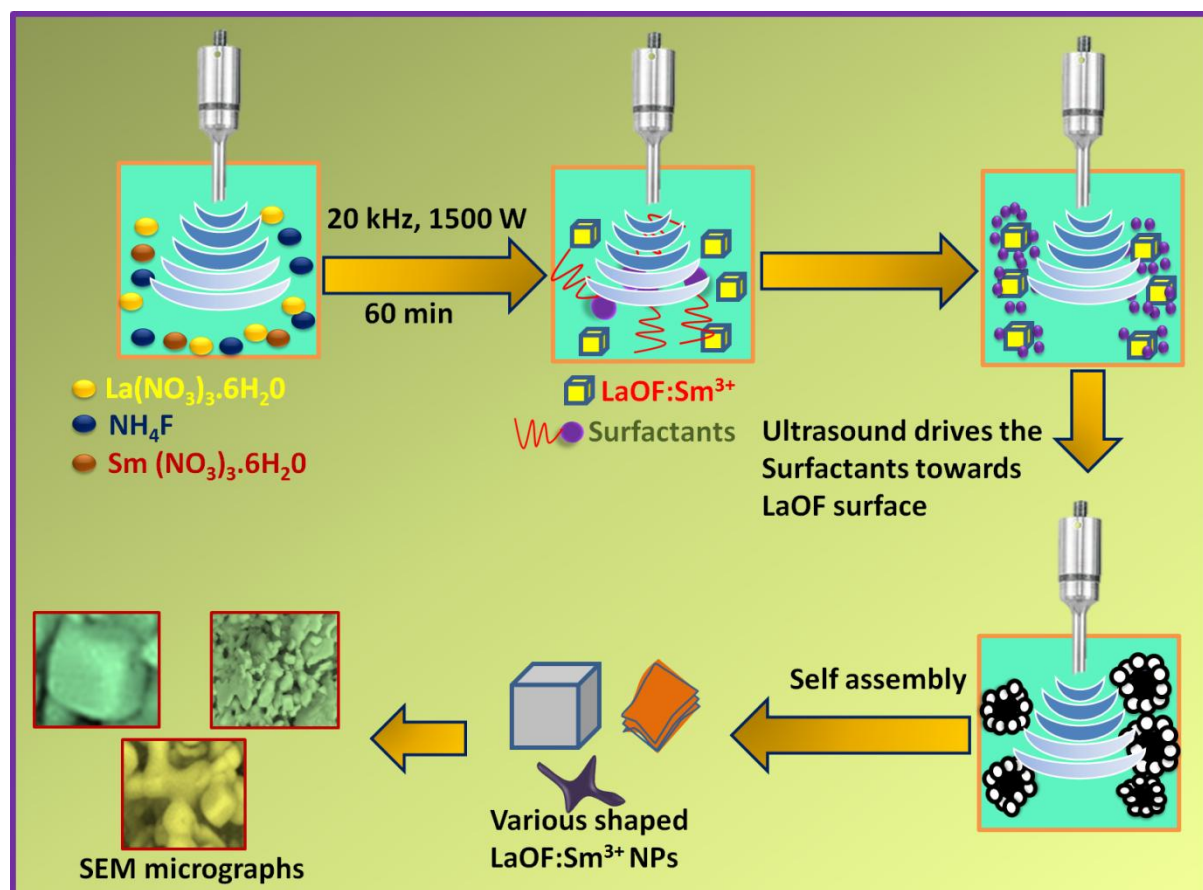 20 kHz, 1500 W
60 min
La(NO₃)₃.6H₂0
NH₄F
Sm (NO₃)₃.6H₂0
LaOF:Sm³⁺
Surfactants
Ultrasound drives the
Surfactants towards
LaOF surface
Self assembly
Various shaped
LaOF:Sm³⁺ NPs
SEM micrographs